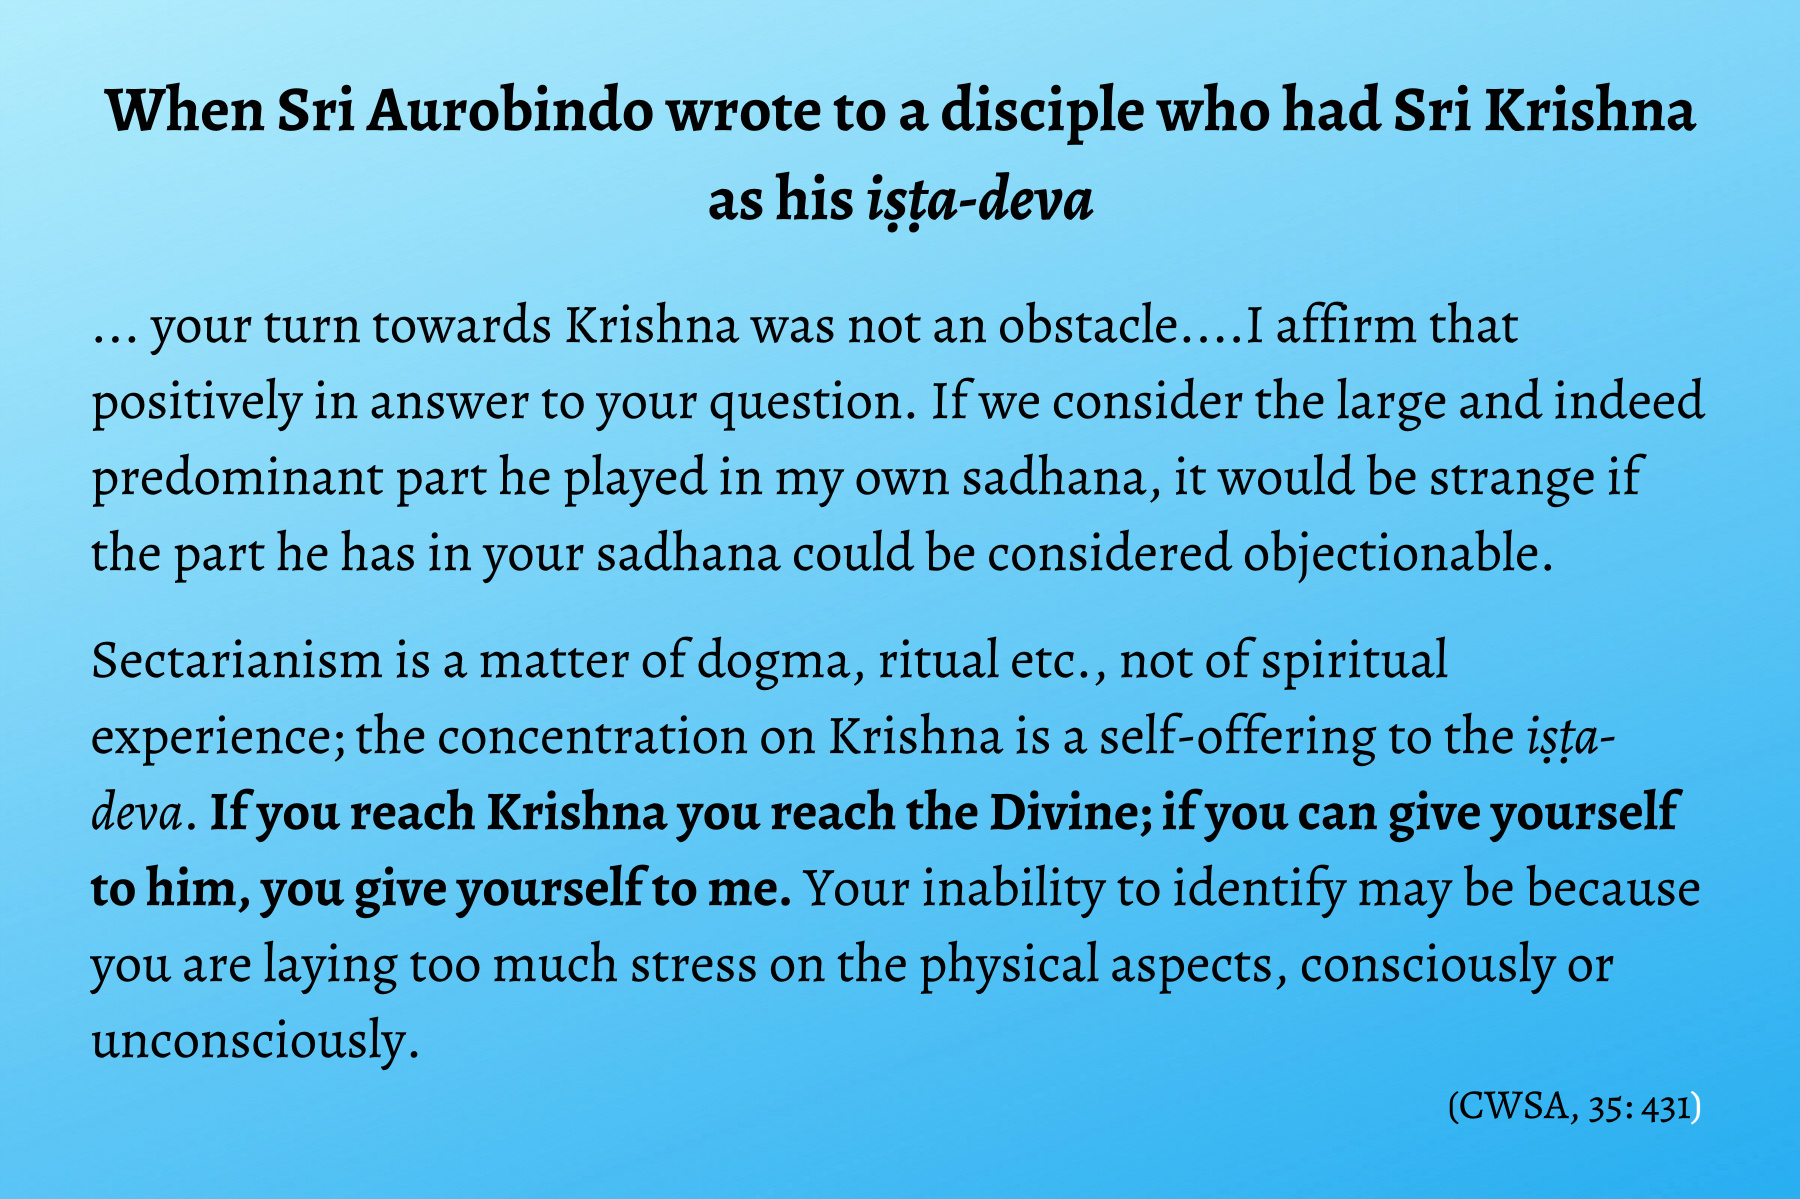 When Sri Aurobindo wrote to a disciple who had Sri Krishna
as his iṣṭa-deva
... your turn towards Krishna was not an obstacle....I affirm that
positively in answer to your question. If we consider the large and indeed
predominant part he played in my own sadhana, it would be strange if
the part he has in your sadhana could be considered objectionable.
Sectarianism is a matter of dogma, ritual etc., not of spiritual
experience; the concentration on Krishna is a self-offering to the iṣṭa-
deva. If you reach Krishna you reach the Divine; if you can give yourself
to him, you give yourself to me. Your inability to identify may be because
you are laying too much stress on the physical aspects, consciously or
unconsciously.
(CWSA, 35: 431)